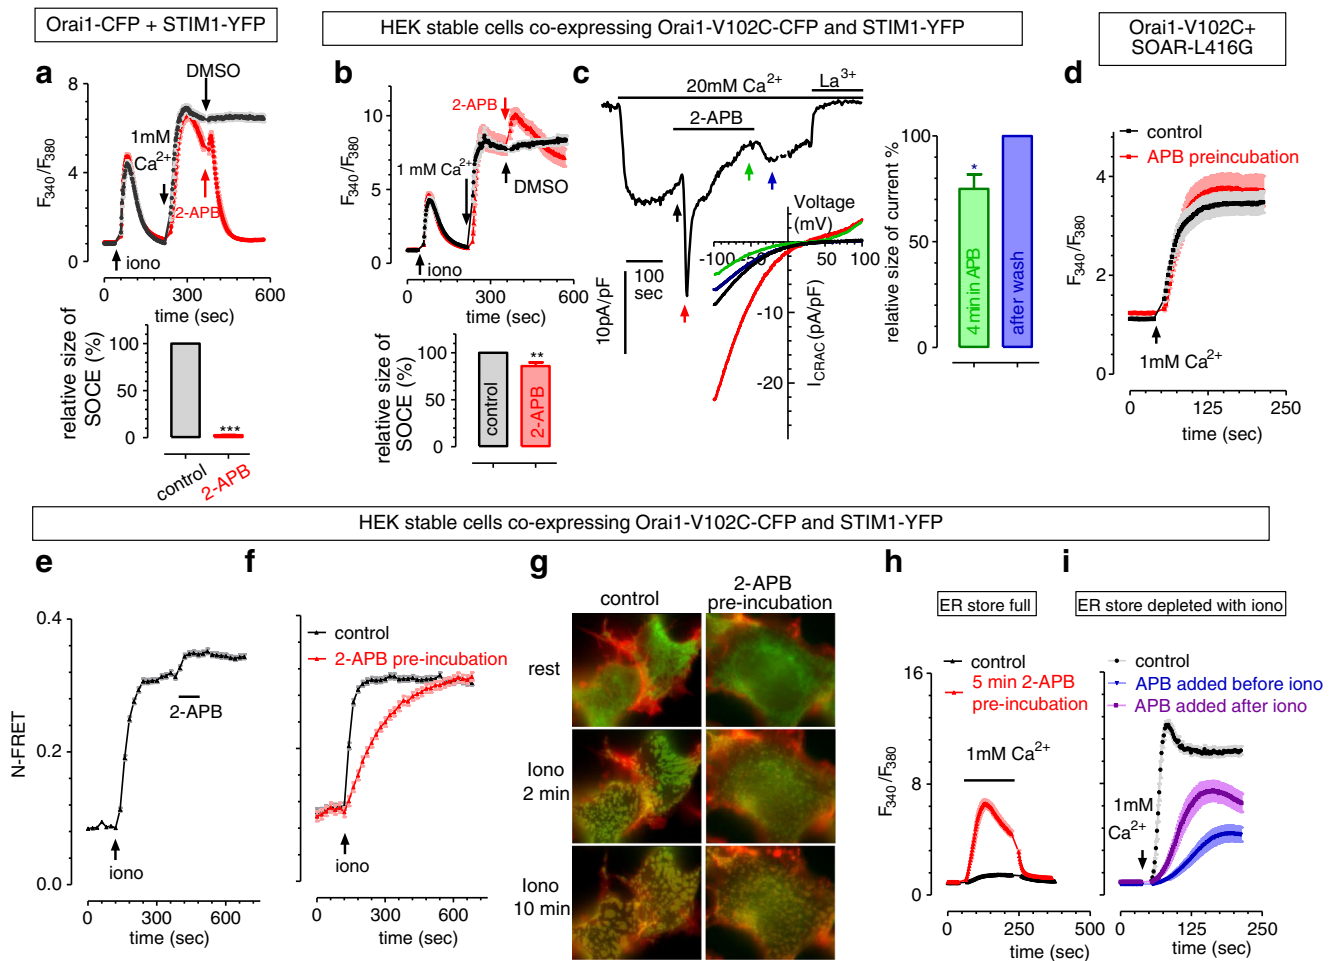 Orai1-CFP + STIM1-YFP
HEK stable cells co-expressing Orai1-V102C-CFP and STIM1-YFP
Orai1-V102C+
SOAR-L416G
a
8
4
0
F340/F380
DMSO
1mM
Ca2+
2-APB
iono
0
300
600
time (sec)
relative size of
SOCE (%)
100
50
0
***
control
2-APB
b
10
5
0
F340/F380
2-APB
1 mM Ca2+
DMSO
iono
0
300
600
time (sec)
relative size of
SOCE (%)
100
50
0
**
control
2-APB
c
20mM Ca2+
La3+
2-APB
10pA/pF
100
sec
Voltage
(mV)
-100
-50
50
100
-10
-20
ICRAC (pA/pF)
relative size of current %
100
50
0
*
4 min in APB
after wash
d
control
APB preincubation
4
2
0
F340/F380
1mM Ca2+
0
125
250
time (sec)
HEK stable cells co-expressing Orai1-V102C-CFP and STIM1-YFP
e
0.4
0.2
0.0
N-FRET
2-APB
iono
0
300
600
time (sec)
f
control
2-APB pre-incubation
iono
0
300
600
time (sec)
g
control
2-APB
pre-incubation
rest
Iono
2 min
Iono
10 min
h
ER store full
control
5 min 2-APB
pre-incubation
1mM Ca2+
16
8
0
F340/F380
0
250
500
time (sec)
i
ER store depleted with iono
control
APB added before iono
APB added after iono
1mM
Ca2+
0
125
250
time (sec)